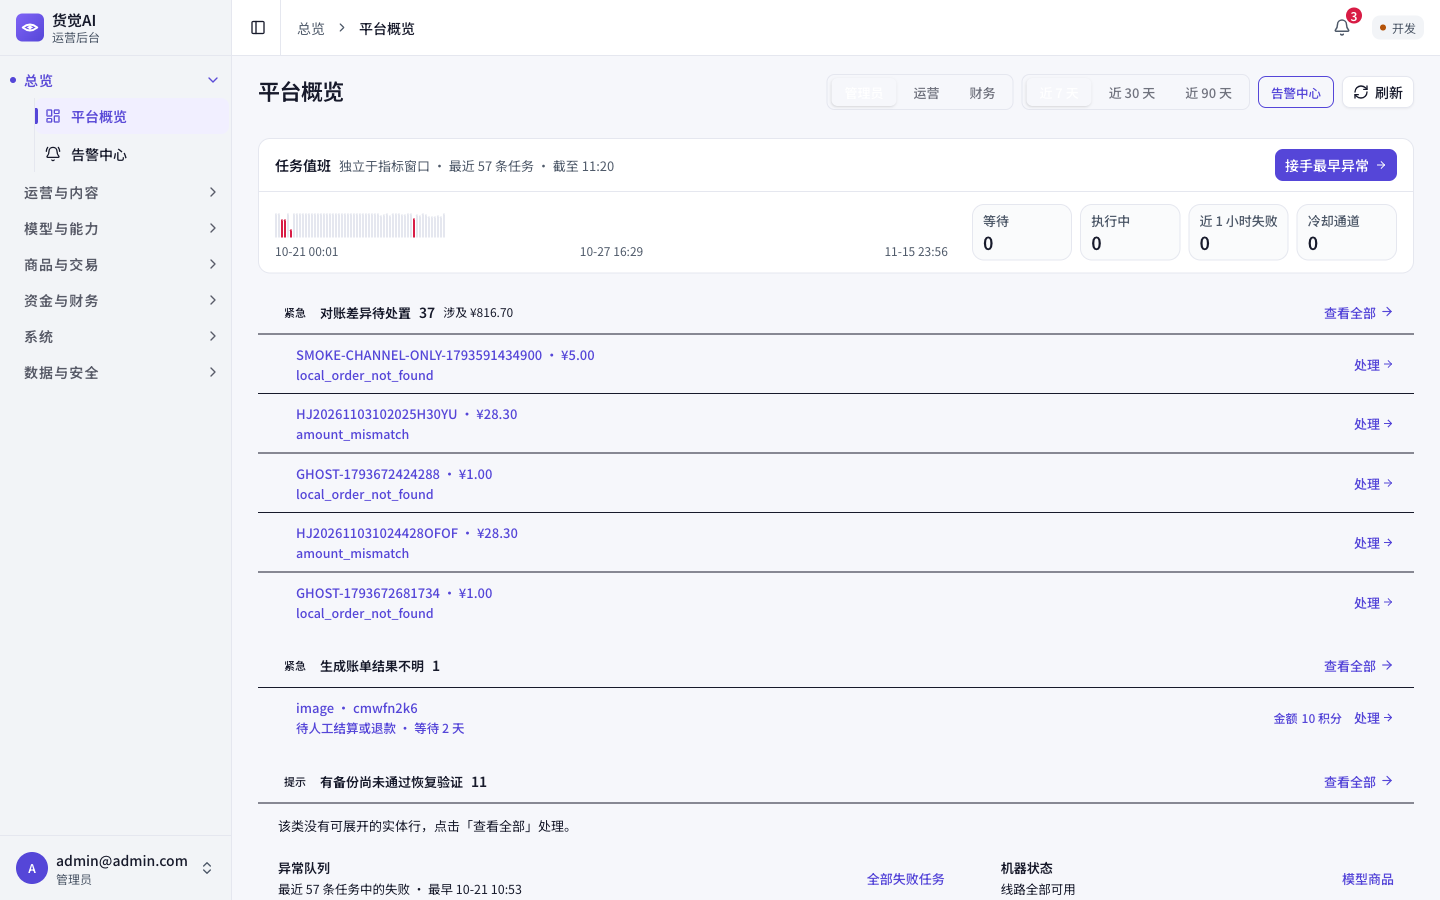 货觉AI
运营后台
总览
平台概览
告警中心
运营与内容
模型与能力
商品与交易
资金与财务
系统
数据与安全
admin@admin.com
A
管理员
总览 > 平台概览
3
开发
平台概览
管理员 运营 财务
近 7 天 近 30 天 近 90 天
告警中心
刷新
任务值班 独立于指标窗口 · 最近 57 条任务 · 截至 11:20
接手最早异常 →
10-21 00:01 10-27 16:29 11-15 23:56
等待 0
执行中 0
近 1 小时失败 0
冷却通道 0
紧急 对账差异待处置 37 涉及 ¥816.70 查看全部 →
SMOKE-CHANNEL-ONLY-1793591434900 · ¥5.00
local_order_not_found
处理 →
HJ20261103102025H30YU · ¥28.30
amount_mismatch
处理 →
GHOST-1793672424288 · ¥1.00
local_order_not_found
处理 →
HJ202611031024428OFOF · ¥28.30
amount_mismatch
处理 →
GHOST-1793672681734 · ¥1.00
local_order_not_found
处理 →
紧急 生成账单结果不明 1 查看全部 →
image · cmwfn2k6
待人工结算或退款 · 等待 2 天
金额 10 积分 处理 →
提示 有备份尚未通过恢复验证 11 查看全部 →
该类没有可展开的实体行，点击「查看全部」处理。
异常队列
最近 57 条任务中的失败 · 最早 10-21 10:53
全部失败任务
机器状态
线路全部可用
模型商品